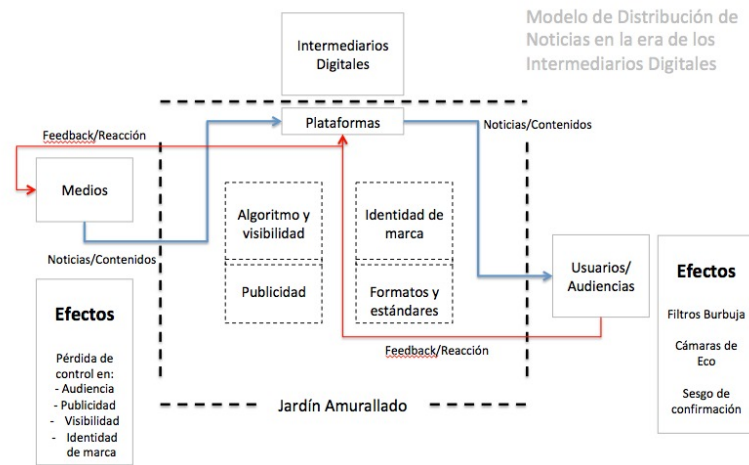 Modelo de Distribución de
Noticias en la era de los
Intermediarios Digitales
Intermediarios
Digitales
Plataformas
Noticias/Contenidos
Feedback/Reacción
Medios
Noticias/Contenidos
Algoritmo y
visibilidad
Identidad de
marca
Publicidad
Formatos y
estándares
Usuarios/
Audiencias
Feedback/Reacción
Efectos
Pérdida de
control en:
- Audiencia
- Publicidad
- Visibilidad
- Identidad
de marca
Efectos
Filtros Burbuja
Cámaras de
Eco
Sesgo de
confirmación
Jardín Amurallado